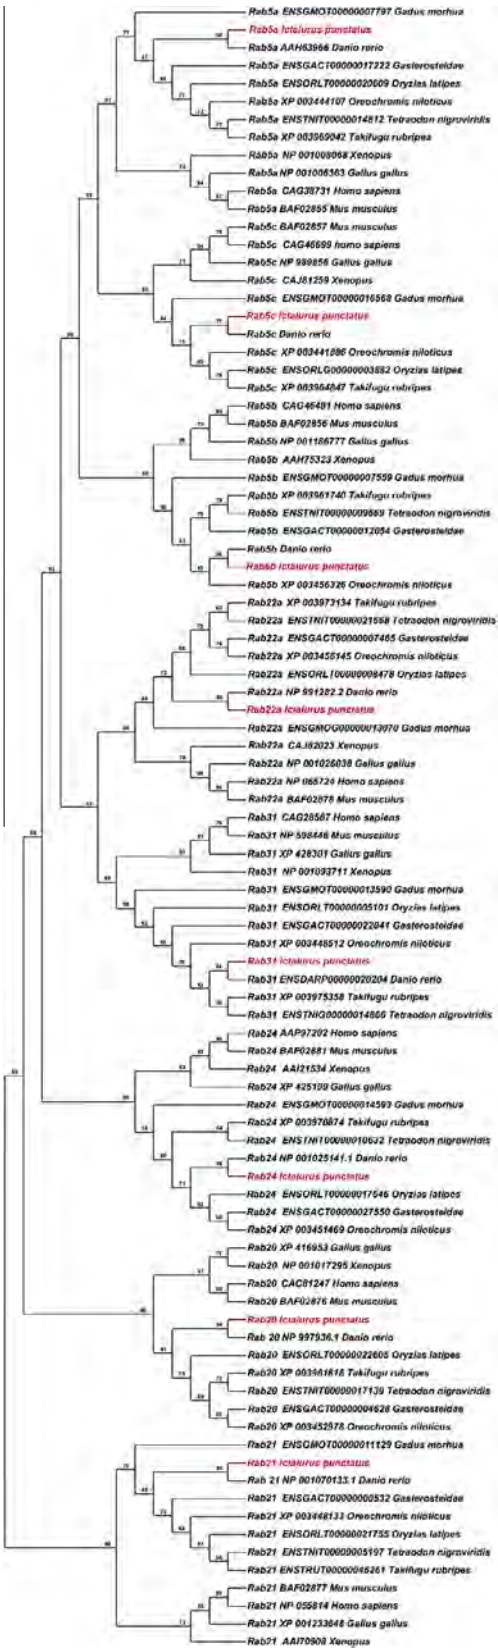 Rab5a ENSGMOT00000007797 Gadus morhua
Rab5a Ictalurus punctatus
Rab5a AAH63966 Danio rerio
Rab5a ENSGACT00000017222 Gasterosteidae
Rab5a ENSORLT00000020009 Oryzias latipes
Rab5a XP 003444107 Oreochromis niloticus
Rab5a ENSTNIT00000014812 Tetraodon nigroviridis
Rab5a XP 003969042 Takifugu rubripes
Rab5a NP 001008068 Xenopus
Rab5a NP 001006363 Gallus gallus
Rab5a CAG38731 Homo sapiens
Rab5a BAF02855 Mus musculus
Rab5c BAF02857 Mus musculus
Rab5c CAG46699 homo sapiens
Rab5c NP 989856 Gallus gallus
Rab5c CAJ81259 Xenopus
Rab5c ENSGMOT00000016568 Gadus morhua
Rab5c Ictalurus punctatus
Rab5c Danio rerio
Rab5c XP 003441886 Oreochromis niloticus
Rab5c ENSORLG00000003882 Oryzias latipes
Rab5c XP 003964847 Takifugu rubripes
Rab5b CAG46491 Homo sapiens
Rab5b BAF02856 Mus musculus
Rab5b NP 001186777 Gallus gallus
Rab5b AAH75323 Xenopus
Rab5b ENSGMOT00000007559 Gadus morhua
Rab5b XP 003961740 Takifugu rubripes
Rab5b ENSTNIT00000009669 Tetraodon nigroviridis
Rab5b ENSGACT00000012054 Gasterosteidae
Rab5b Danio rerio
Rab5b Ictalurus punctatus
Rab5b XP 003456326 Oreochromis niloticus
Rab22a XP 003973134 Takifugu rubripes
Rab22a ENSTNIT00000021568 Tetraodon nigroviridis
Rab22a ENSGACT00000007465 Gasterosteidae
Rab22a XP 003456145 Oreochromis niloticus
Rab22a ENSORLT00000008478 Oryzias latipes
Rab22a NP 991282.2 Danio rerio
Rab22a Ictalurus punctatus
Rab22a ENSGMOG00000013070 Gadus morhua
Rab22a CAJ82023 Xenopus
Rab22a NP 001026038 Gallus gallus
Rab22a NP 065724 Homo sapiens
Rab22a BAF02878 Mus musculus
Rab31 CAG28587 Homo sapiens
Rab31 NP 598446 Mus musculus
Rab31 XP 428301 Gallus gallus
Rab31 NP 001093711 Xenopus
Rab31 ENSGMOT00000013590 Gadus morhua
Rab31 ENSORLT00000005101 Oryzias latipes
Rab31 ENSGACT00000022041 Gasterosteidae
Rab31 XP 003448512 Oreochromis niloticus
Rab31 Ictalurus punctatus
Rab31 ENSDARP00000020204 Danio rerio
Rab31 XP 003975358 Takifugu rubripes
Rab31 ENSTNIG00000014866 Tetraodon nigroviridis
Rab24 AAP97202 Homo sapiens
Rab24 BAF02881 Mus musculus
Rab24 AAI21534 Xenopus
Rab24 XP 425199 Gallus gallus
Rab24 ENSGMOT00000014593 Gadus morhua
Rab24 XP 003970874 Takifugu rubripes
Rab24 ENSTNIT00000010632 Tetraodon nigroviridis
Rab24 NP 001025141.1 Danio rerio
Rab24 Ictalurus punctatus
Rab24 ENSORLT00000017646 Oryzias latipes
Rab24 ENSGACT00000027550 Gasterosteidae
Rab24 XP 003451469 Oreochromis niloticus
Rab20 XP 416953 Gallus gallus
Rab20 NP 001017295 Xenopus
Rab20 CAC81247 Homo sapiens
Rab20 BAF02876 Mus musculus
Rab20 Ictalurus punctatus
Rab 20 NP 997936.1 Danio rerio
Rab20 ENSORLT00000022605 Oryzias latipes
Rab20 XP 003961618 Takifugu rubripes
Rab20 ENSTNIT00000017139 Tetraodon nigroviridis
Rab20 ENSGACT00000004628 Gasterosteidae
Rab20 XP 003452978 Oreochromis niloticus
Rab21 ENSGMOT00000011129 Gadus morhua
Rab21 Ictalurus punctatus
Rab 21 NP 001070133.1 Danio rerio
Rab21 ENSGACT00000000532 Gasterosteidae
Rab21 XP 003448133 Oreochromis niloticus
Rab21 ENSORLT00000021755 Oryzias latipes
Rab21 ENSTNIT00000005197 Tetraodon nigroviridis
Rab21 ENSTRUT00000046261 Takifugu rubripes
Rab21 BAF02877 Mus musculus
Rab21 NP 055814 Homo sapiens
Rab21 XP 001233648 Gallus gallus
Rab21 AAI70908 Xenopus